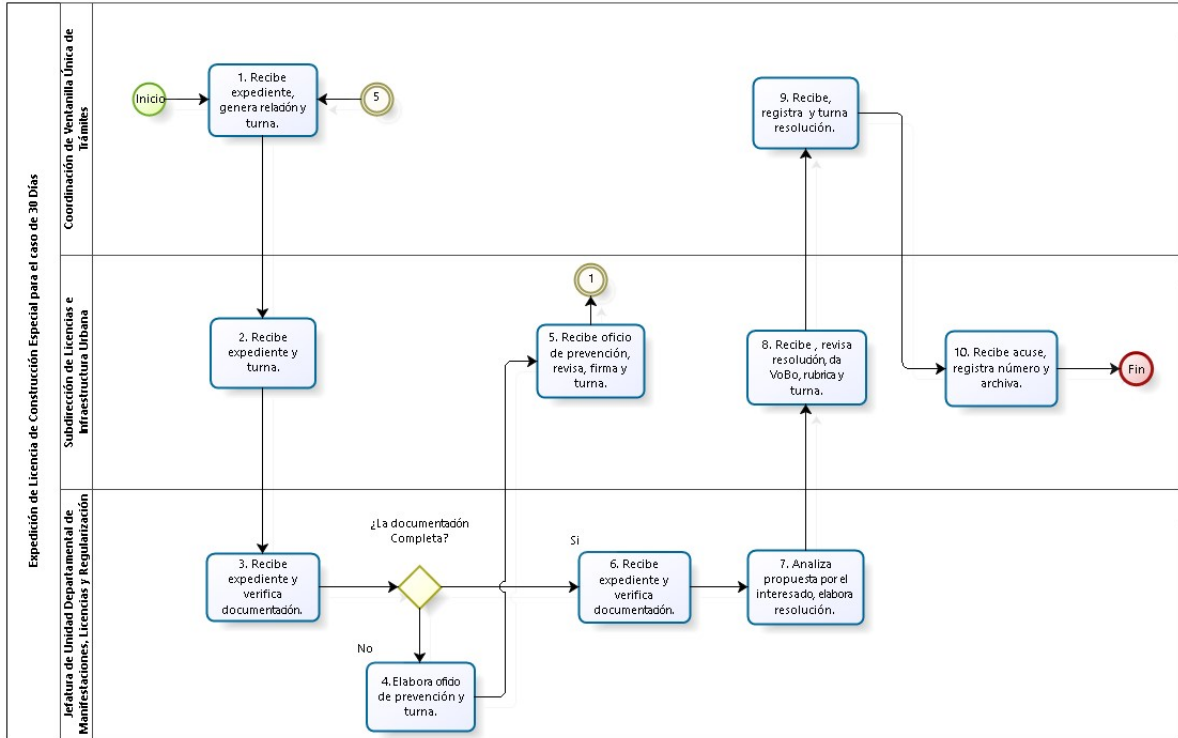 Expedición de Licencia de Construcción Especial para el caso de 30 Días
Coordinación de Ventanilla Única de
Trámites
Inicio
1. Recibe
expediente,
genera relación y
turna.
5
9. Recibe,
registra y turna
resolución.
Subdirección de Licencias e
Infraestructura Urbana
2. Recibe
expediente y
turna.
1
5. Recibe oficio
de prevención,
revisa, firma y
turna.
8. Recibe , revisa
resolución, da
VoBo, rubrica y
turna.
10. Recibe acuse,
registra número y
archiva.
Fin
Jefatura de Unidad Departamental de
Manifestaciones, Licencias y Regularización
3. Recibe
expediente y
verifica
documentación.
¿La documentación
Completa?
Si
6. Recibe
expediente y
verifica
documentación.
7. Analiza
propuesta por el
interesado, elabora
resolución.
No
4.Elabora oficio
de prevención y
turna.